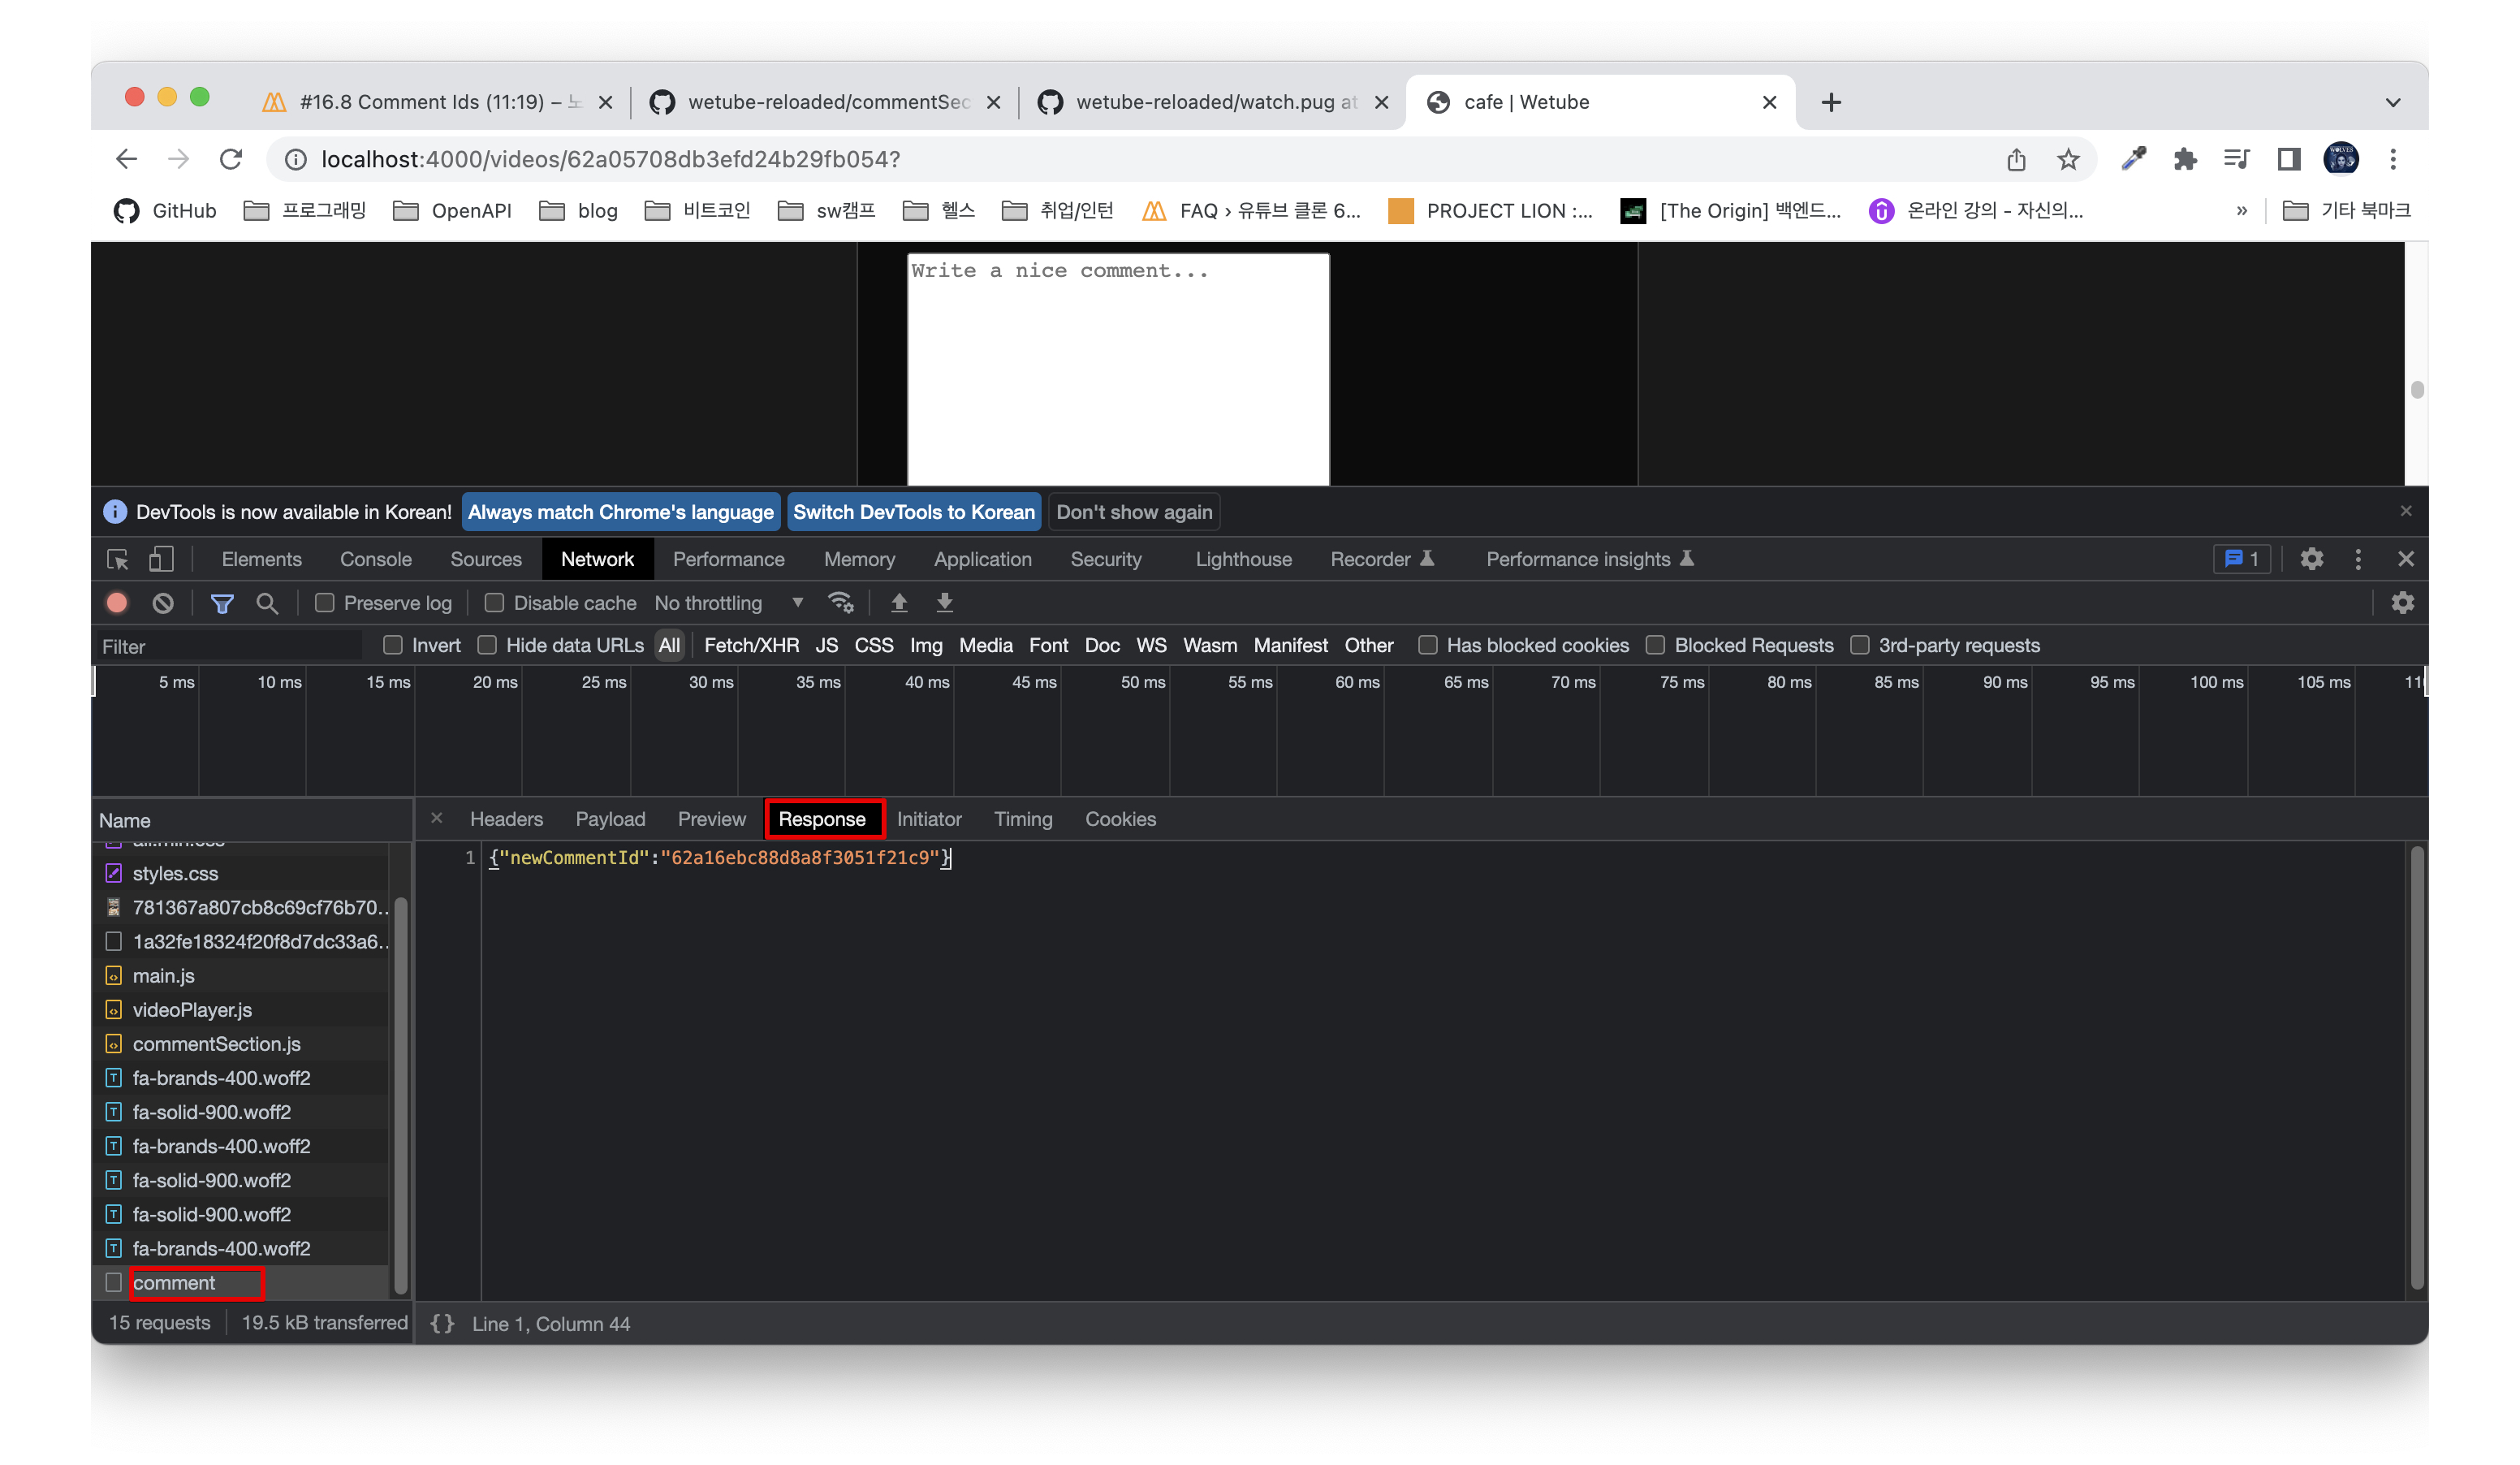 #16.8 Comment Ids (11:19) –
wetube-reloaded/commentSec
wetube-reloaded/watch.pug at
cafe | Wetube
localhost:4000/videos/62a05708db3efd24b29fb054?
GitHub 프로그래밍 OpenAPI blog 비트코인 sw캠프 헬스 취업/인턴 FAQ › 유튜브 클론 6... PROJECT LION :... [The Origin] 백엔드... 온라인 강의 - 자신의... » 기타 북마크
Write a nice comment...
DevTools is now available in Korean! Always match Chrome's language Switch DevTools to Korean Don't show again
Elements Console Sources Network Performance Memory Application Security Lighthouse Recorder Performance insights 1
Preserve log Disable cache No throttling
Filter Invert Hide data URLs All Fetch/XHR JS CSS Img Media Font Doc WS Wasm Manifest Other Has blocked cookies Blocked Requests 3rd-party requests
5 ms 10 ms 15 ms 20 ms 25 ms 30 ms 35 ms 40 ms 45 ms 50 ms 55 ms 60 ms 65 ms 70 ms 75 ms 80 ms 85 ms 90 ms 95 ms 100 ms 105 ms 11
Name
all.min.css
styles.css
781367a807cb8c69cf76b70...
1a32fe18324f20f8d7dc33a6...
main.js
videoPlayer.js
commentSection.js
fa-brands-400.woff2
fa-solid-900.woff2
fa-brands-400.woff2
fa-solid-900.woff2
fa-solid-900.woff2
fa-brands-400.woff2
comment
15 requests 19.5 kB transferred
Headers Payload Preview Response Initiator Timing Cookies
1 {"newCommentId":"62a16ebc88d8a8f3051f21c9"}
{} Line 1, Column 44